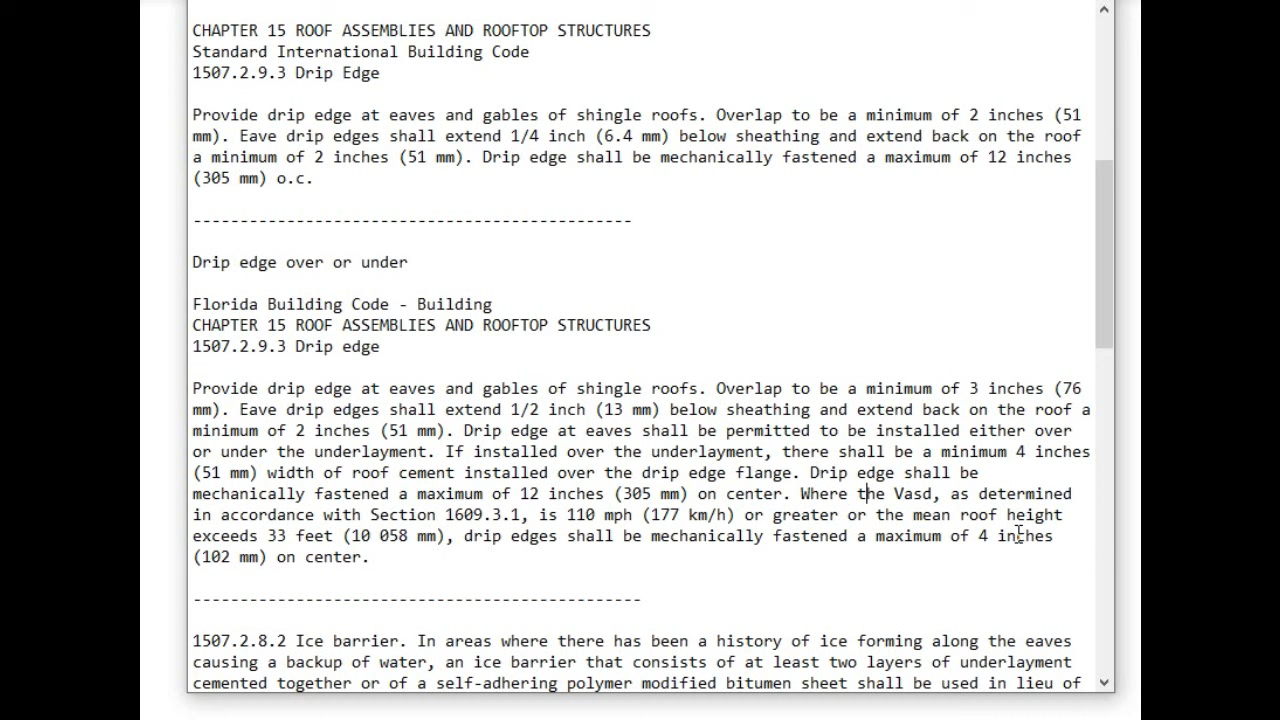 CHAPTER 15 ROOF ASSEMBLIES AND ROOFTOP STRUCTURES
Standard International Building Code
1507.2.9.3 Drip Edge
Provide drip edge at eaves and gables of shingle roofs. Overlap to be a minimum of 2 inches (51
mm). Eave drip edges shall extend 1/4 inch (6.4 mm) below sheathing and extend back on the roof
a minimum of 2 inches (51 mm). Drip edge shall be mechanically fastened a maximum of 12 inches
(305 mm) o.c.
-----------------------------------------------
Drip edge over or under
Florida Building Code - Building
CHAPTER 15 ROOF ASSEMBLIES AND ROOFTOP STRUCTURES
1507.2.9.3 Drip edge
Provide drip edge at eaves and gables of shingle roofs. Overlap to be a minimum of 3 inches (76
mm). Eave drip edges shall extend 1/2 inch (13 mm) below sheathing and extend back on the roof a
minimum of 2 inches (51 mm). Drip edge at eaves shall be permitted to be installed either over
or under the underlayment. If installed over the underlayment, there shall be a minimum 4 inches
(51 mm) width of roof cement installed over the drip edge flange. Drip edge shall be
mechanically fastened a maximum of 12 inches (305 mm) on center. Where the Vasd, as determined
in accordance with Section 1609.3.1, is 110 mph (177 km/h) or greater or the mean roof height
exceeds 33 feet (10 058 mm), drip edges shall be mechanically fastened a maximum of 4 inches
(102 mm) on center.
------------------------------------------------
1507.2.8.2 Ice barrier. In areas where there has been a history of ice forming along the eaves
causing a backup of water, an ice barrier that consists of at least two layers of underlayment
cemented together or of a self-adhering polymer modified bitumen sheet shall be used in lieu of